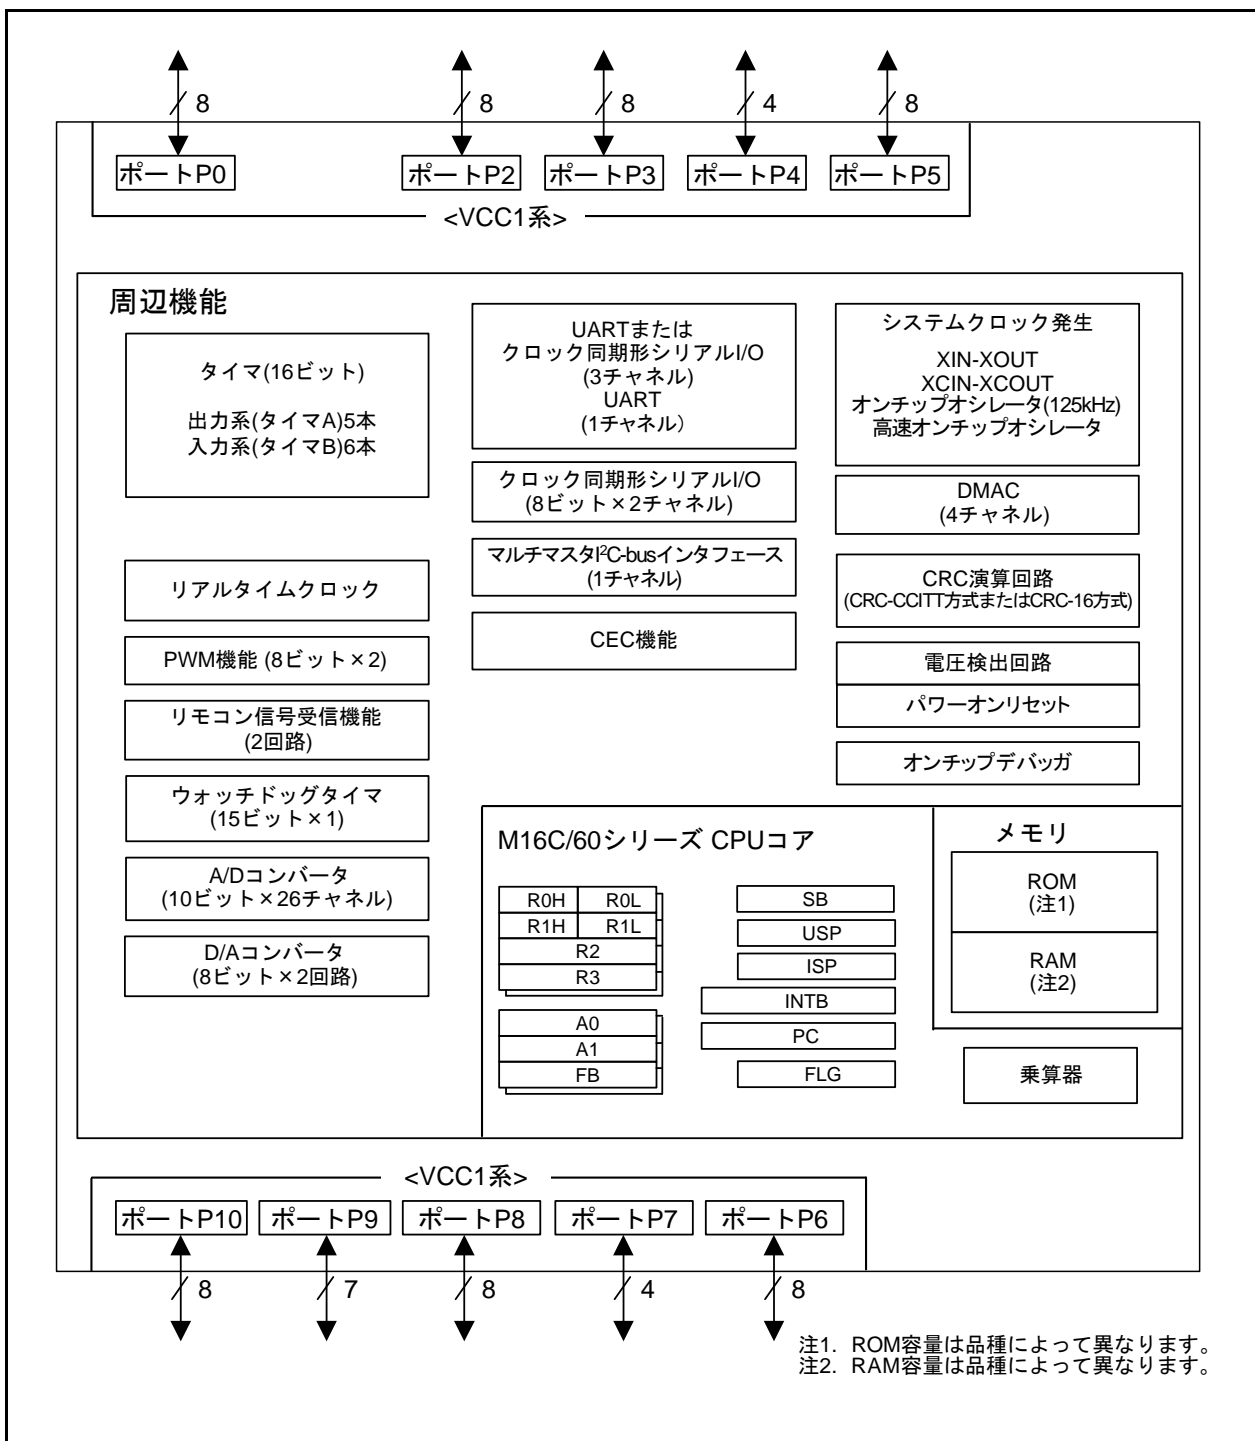 8
8
8
4
8
ポートP0
ポートP2
ポートP3
ポートP4
ポートP5
<VCC1系>
周辺機能
タイマ(16ビット)
出力系(タイマA)5本
入力系(タイマB)6本
リアルタイムクロック
PWM機能 (8ビット×2)
リモコン信号受信機能
(2回路)
ウォッチドッグタイマ
(15ビット×1)
A/Dコンバータ
(10ビット×26チャネル)
D/Aコンバータ
(8ビット×2回路)
UARTまたは
クロック同期形シリアルI/O
(3チャネル)
UART
(1チャネル)
クロック同期形シリアルI/O
(8ビット×2チャネル)
マルチマスタI²C-busインタフェース
(1チャネル)
CEC機能
システムクロック発生
XIN-XOUT
XCIN-XCOUT
オンチップオシレータ(125kHz)
高速オンチップオシレータ
DMAC
(4チャネル)
CRC演算回路
(CRC-CCITT方式またはCRC-16方式)
電圧検出回路
パワーオンリセット
オンチップデバッガ
M16C/60シリーズ CPUコア
R0H
R0L
R1H
R1L
R2
R3
A0
A1
FB
SB
USP
ISP
INTB
PC
FLG
メモリ
ROM
(注1)
RAM
(注2)
乗算器
<VCC1系>
ポートP10
ポートP9
ポートP8
ポートP7
ポートP6
8
7
8
4
8
注1. ROM容量は品種によって異なります。
注2. RAM容量は品種によって異なります。